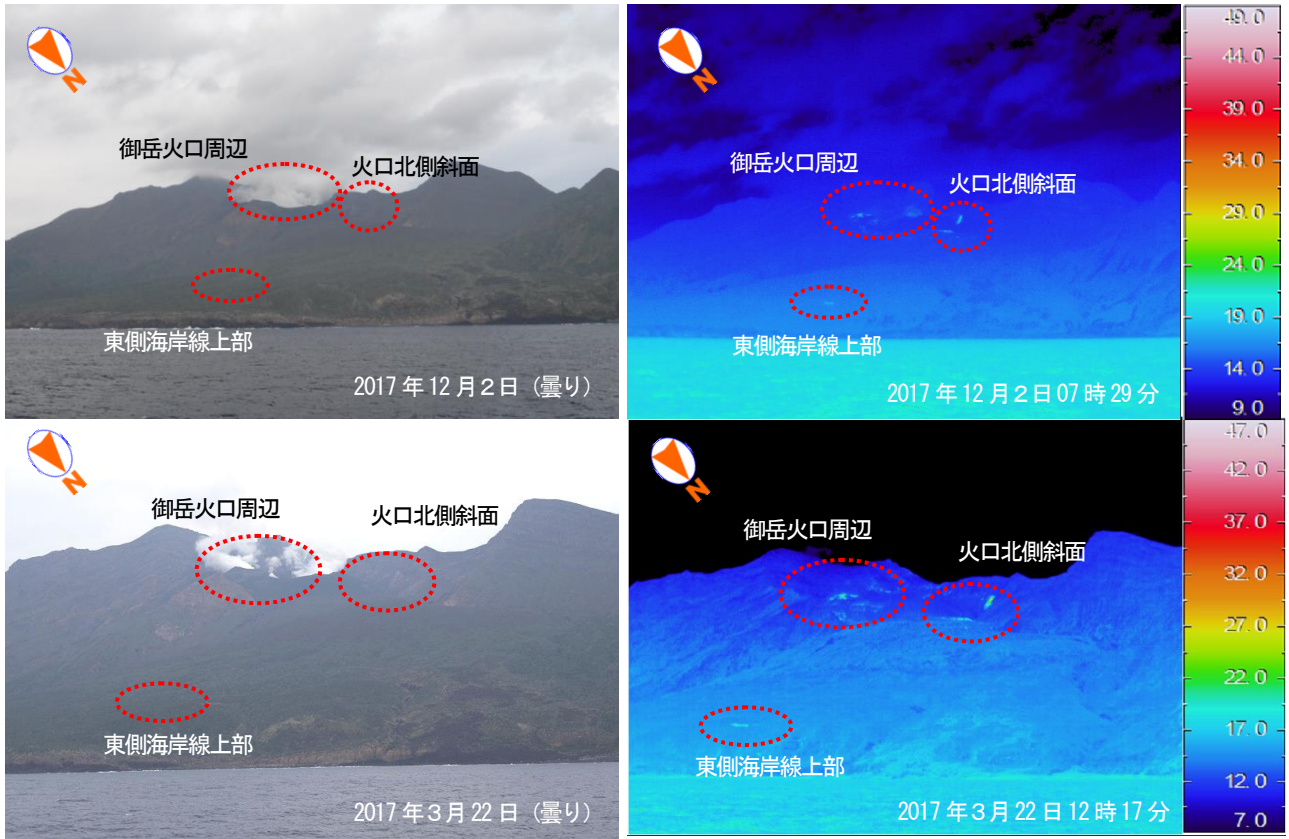 N
御岳火口周辺
火口北側斜面
東側海岸線上部
2017年12月2日 (曇り)
N
御岳火口周辺
火口北側斜面
東側海岸線上部
2017年12月2日07時29分
49.0
44.0
39.0
34.0
29.0
24.0
19.0
14.0
9.0
N
御岳火口周辺
火口北側斜面
東側海岸線上部
2017年3月22日 (曇り)
N
御岳火口周辺
火口北側斜面
東側海岸線上部
2017年3月22日12時17分
47.0
42.0
37.0
32.0
27.0
22.0
17.0
12.0
7.0